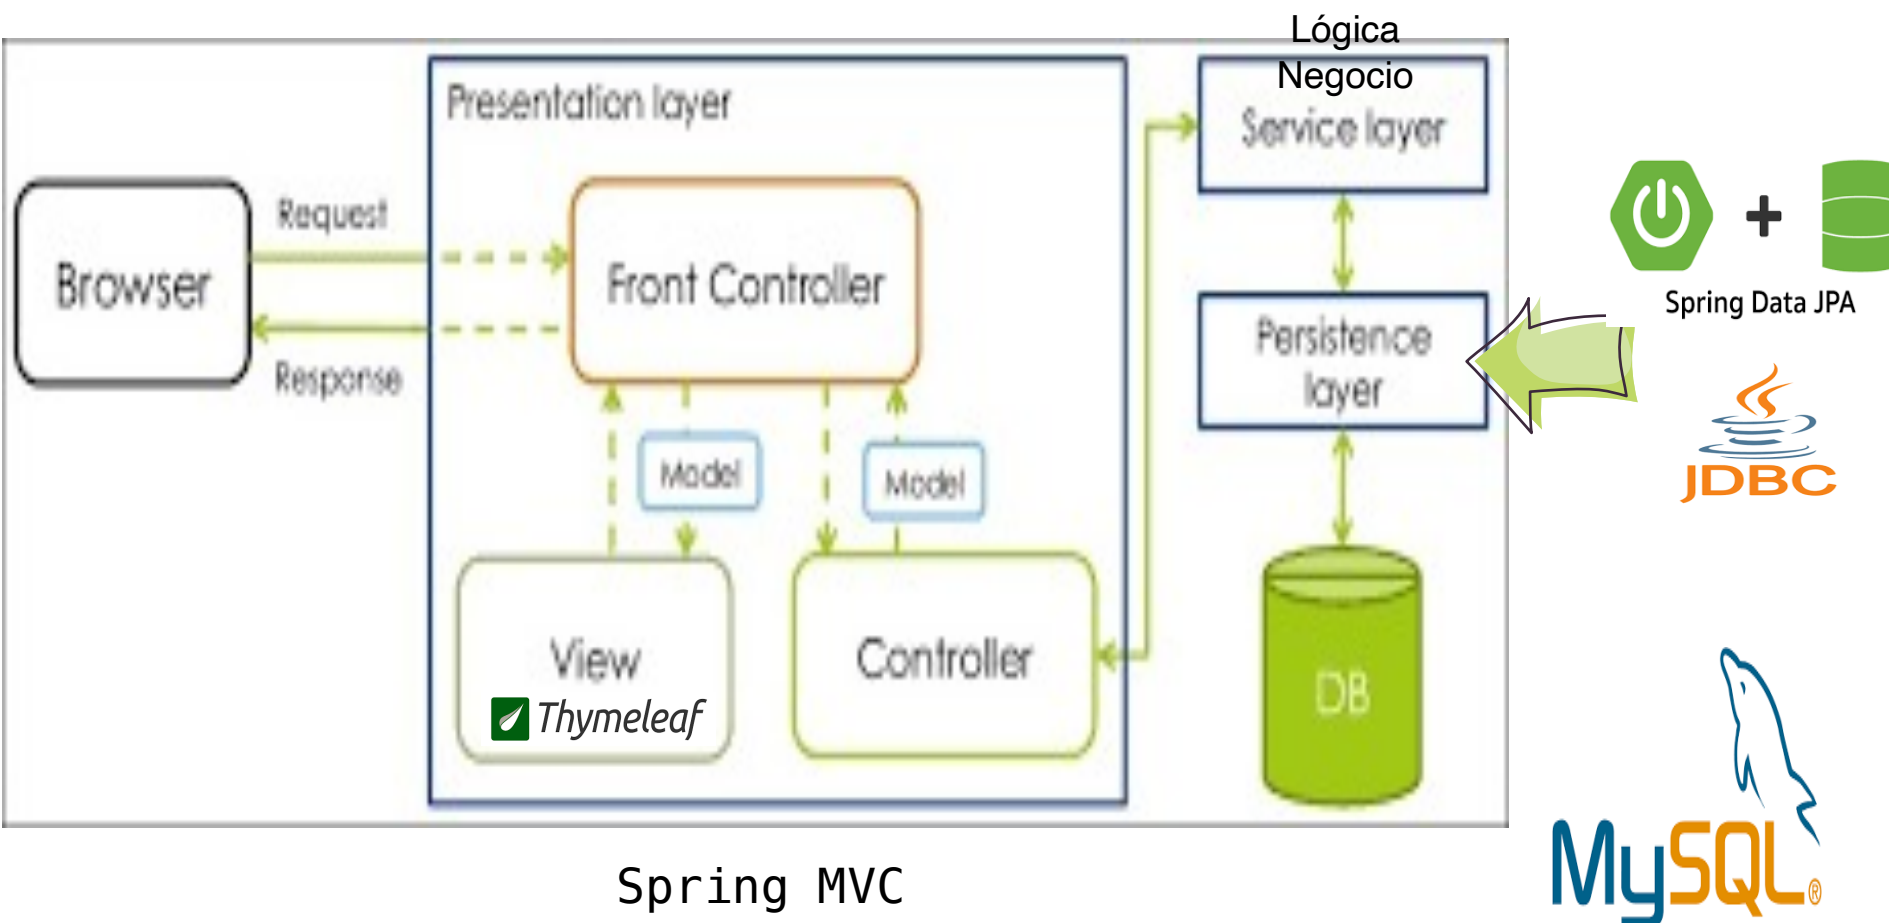 Lógica
Negocio
Presentation layer
Service layer
Request
Browser
Front Controller
Response
Persistence
layer
Spring Data JPA
JDBC
Model
Model
View
Thymeleaf
Controller
DB
MySQL®
Spring MVC